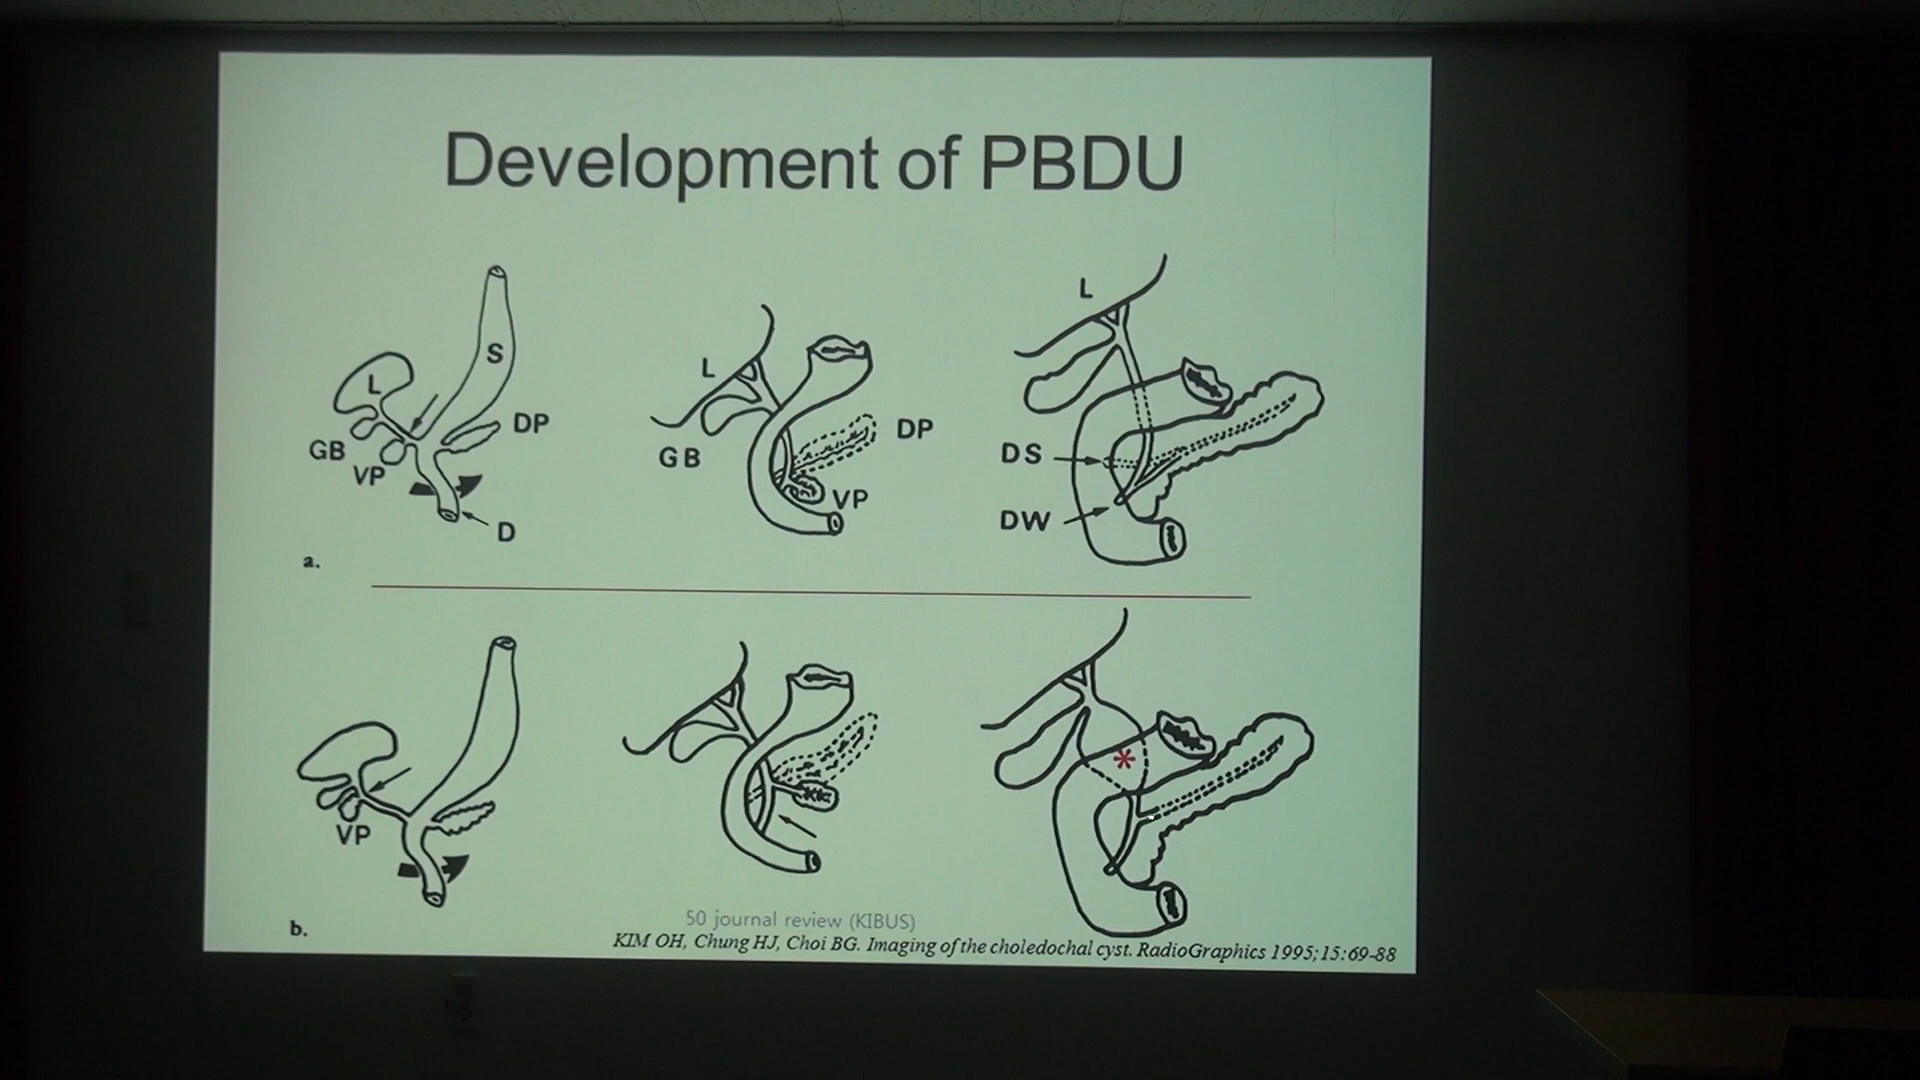 Development of PBDU
L
S
DP
GB
VP
D
a.
L
GB
DP
VP
L
DS
DW
VP
b.
*
50 journal review (KIBUS)
KIM OH, Chung HJ, Choi BG. Imaging of the choledochal cyst. RadioGraphics 1995;15:69-88